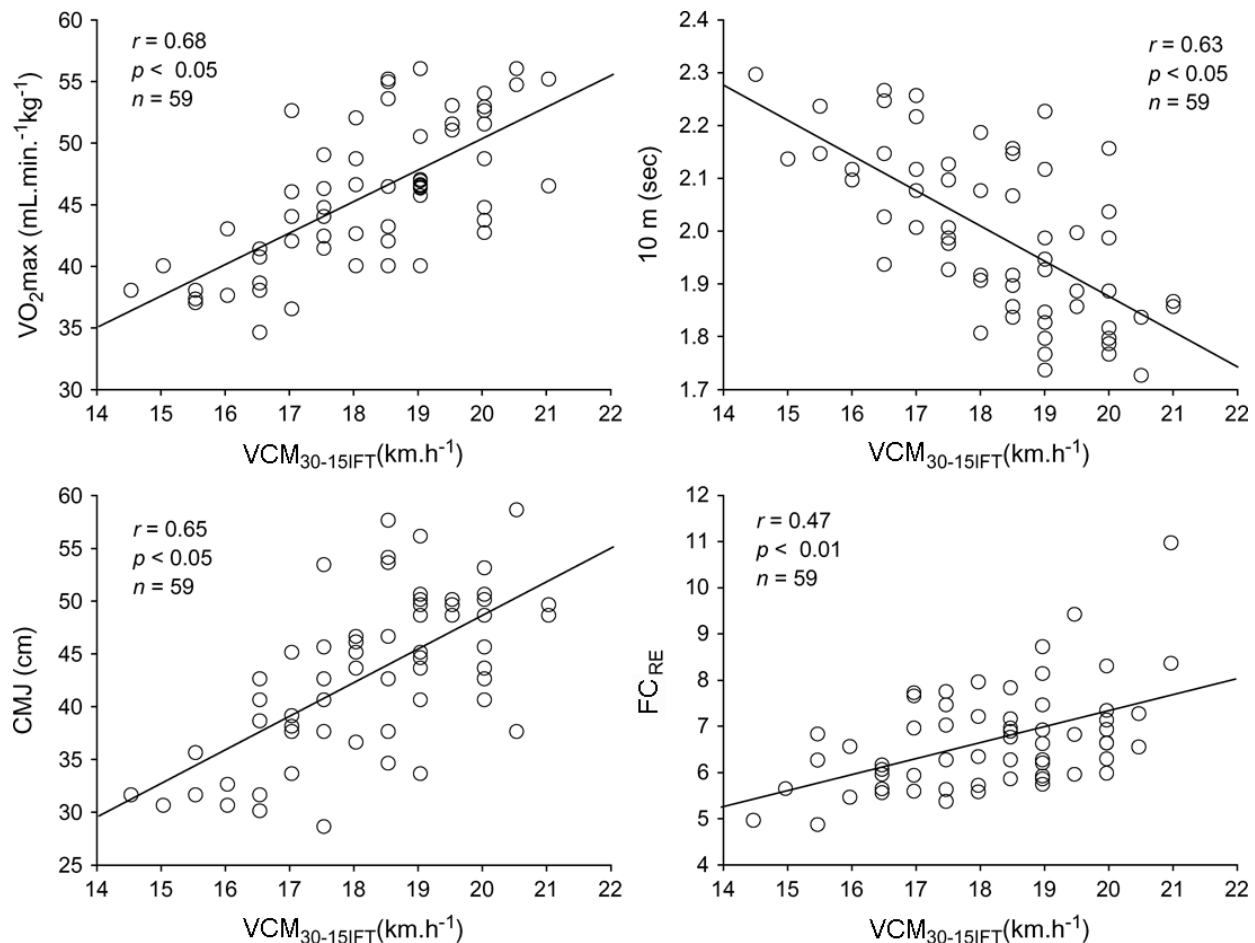 60
55
50
45
40
35
30
VO₂max (mL.min.⁻¹kg⁻¹)
r = 0.68
p < 0.05
n = 59
14 15 16 17 18 19 20 21 22
VCM₃₀₋₁₅IFT(km.h⁻¹)
2.3
2.2
2.1
2.0
1.9
1.8
1.7
10 m (sec)
r = 0.63
p < 0.05
n = 59
14 15 16 17 18 19 20 21 22
VCM₃₀₋₁₅IFT(km.h⁻¹)
60
55
50
45
40
35
30
25
CMJ (cm)
r = 0.65
p < 0.05
n = 59
14 15 16 17 18 19 20 21 22
VCM₃₀₋₁₅IFT(km.h⁻¹)
12
11
10
9
8
7
6
5
4
FC_RE
r = 0.47
p < 0.01
n = 59
14 15 16 17 18 19 20 21 22
VCM₃₀₋₁₅IFT(km.h⁻¹)